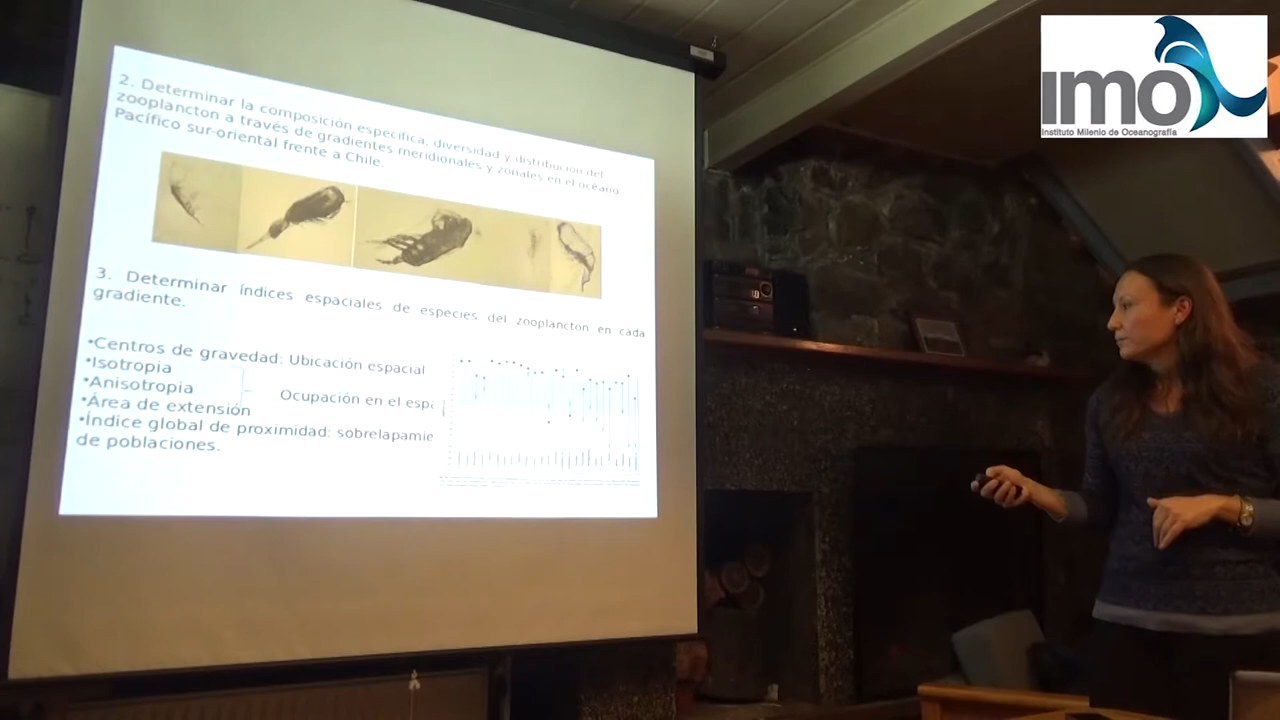 imo
Instituto Milenio de Oceanografía
2. Determinar la composición específica, diversidad y distribución del
zooplancton a través de gradientes meridionales y zonales en el océano
Pacífico sur-oriental frente a Chile.
3. Determinar índices espaciales de especies del zooplancton en cada
gradiente.
•Centros de gravedad: Ubicación espacial
•Isotropia
•Anisotropia
Ocupación en el espa
•Área de extensión
•Índice global de proximidad: sobrelapamie
de poblaciones.